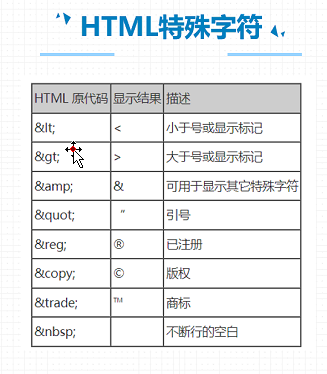 HTML特殊字符
HTML 原代码 显示结果 描述
&lt; < 小于号或显示标记
&gt; > 大于号或显示标记
&amp; & 可用于显示其它特殊字符
&quot; " 引号
&reg; ® 已注册
&copy; © 版权
&trade; ™ 商标
&nbsp; 不断行的空白